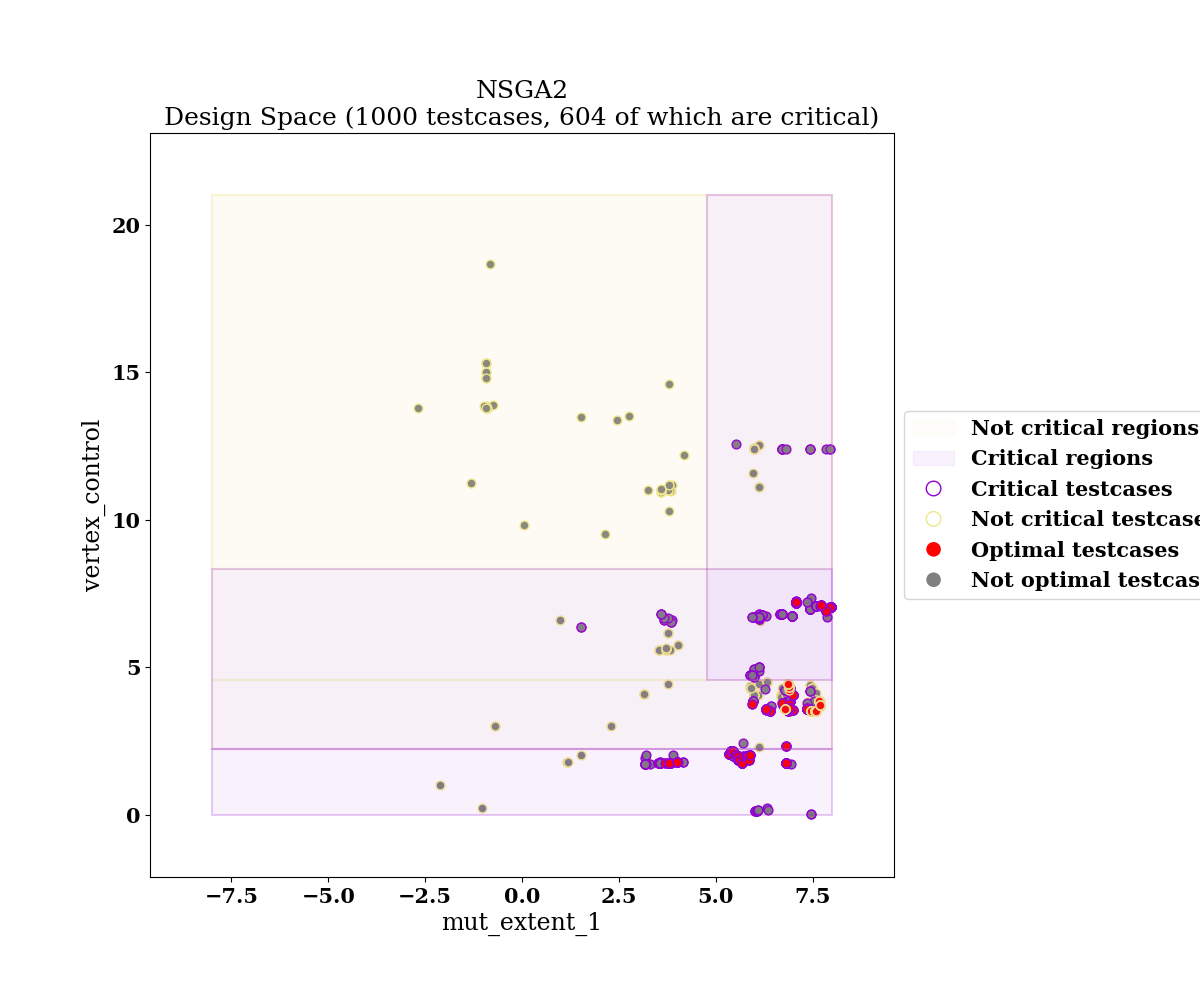 NSGA2
Design Space (1000 testcases, 604 of which are critical)
vertex_control
20
15
10
5
0
−7.5 −5.0 −2.5 0.0 2.5 5.0 7.5
mut_extent_1
Not critical regions
Critical regions
Critical testcases
Not critical testcase
Optimal testcases
Not optimal testcas